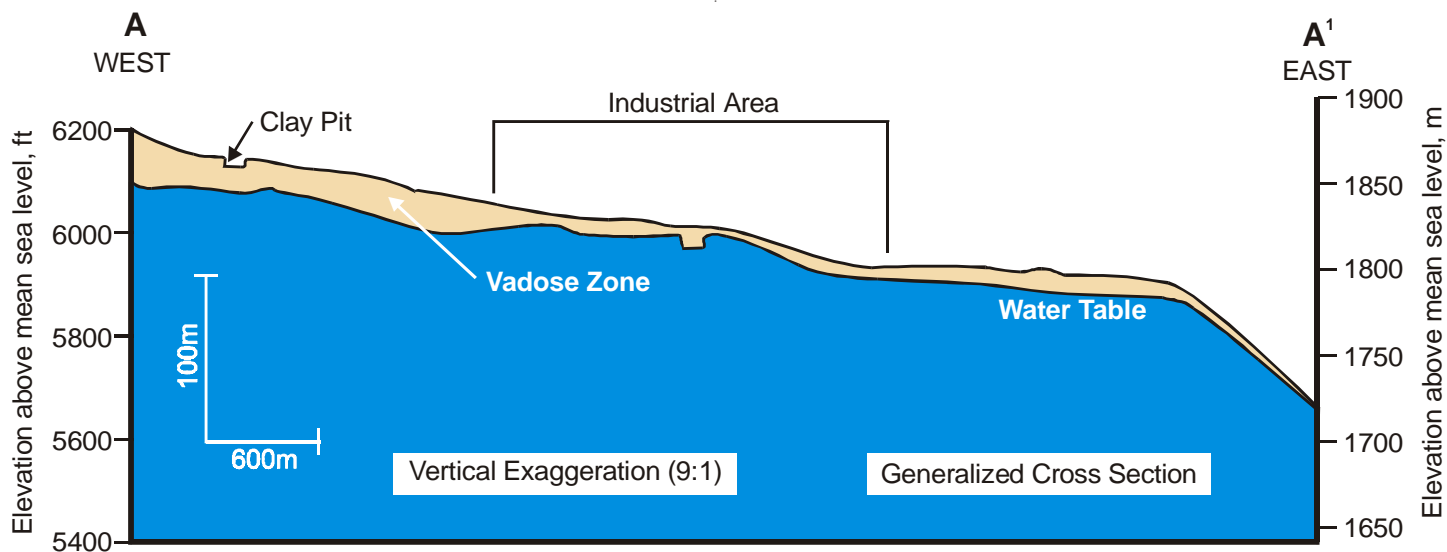 A
WEST
A¹
EAST
Industrial Area
Clay Pit
Elevation above mean sea level, ft
6200
6000
5800
5600
5400
1900
1850
1800
1750
1700
1650
Elevation above mean sea level, m
Vadose Zone
Water Table
100m
600m
Vertical Exaggeration (9:1)
Generalized Cross Section